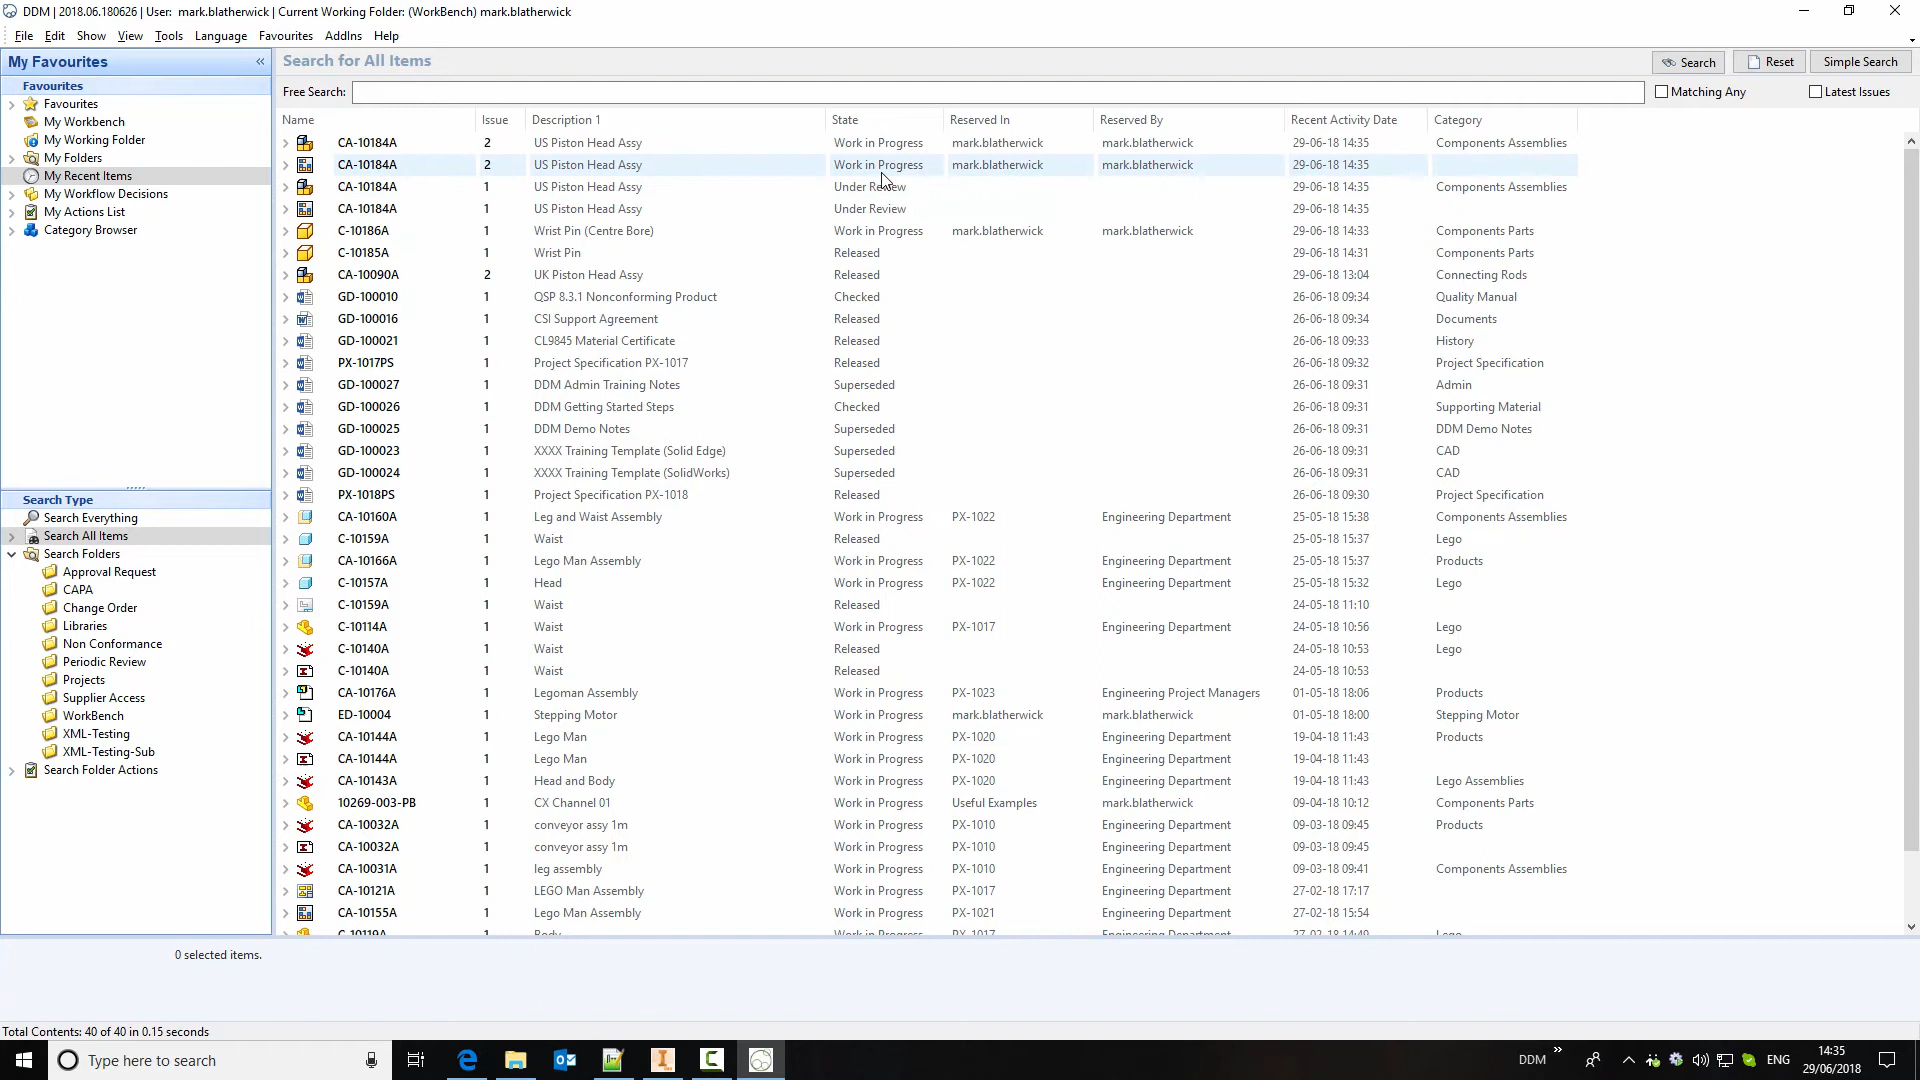 DDM | 2018.06.180626 | User:  mark.blatherwick | Current Working Folder: (WorkBench) mark.blatherwick
File Edit Show View Tools Language Favourites AddIns Help
My Favourites «
Favourites
Favourites
My Workbench
My Working Folder
My Folders
My Recent Items
My Workflow Decisions
My Actions List
Category Browser
Search Type
Search Everything
Search All Items
Search Folders
Approval Request
CAPA
Change Order
Libraries
Non Conformance
Periodic Review
Projects
Supplier Access
WorkBench
XML-Testing
XML-Testing-Sub
Search Folder Actions
Search for All Items Search Reset Simple Search
Free Search: Matching Any Latest Issues
Name Issue Description 1 State Reserved In Reserved By Recent Activity Date Category
CA-10184A 2 US Piston Head Assy Work in Progress mark.blatherwick mark.blatherwick 29-06-18 14:35 Components Assemblies
CA-10184A 2 US Piston Head Assy Work in Progress mark.blatherwick mark.blatherwick 29-06-18 14:35
CA-10184A 1 US Piston Head Assy Under Review 29-06-18 14:35 Components Assemblies
CA-10184A 1 US Piston Head Assy Under Review 29-06-18 14:35
C-10186A 1 Wrist Pin (Centre Bore) Work in Progress mark.blatherwick mark.blatherwick 29-06-18 14:33 Components Parts
C-10185A 1 Wrist Pin Released 29-06-18 14:31 Components Parts
CA-10090A 2 UK Piston Head Assy Released 29-06-18 13:04 Connecting Rods
GD-100010 1 QSP 8.3.1 Nonconforming Product Checked 26-06-18 09:34 Quality Manual
GD-100016 1 CSI Support Agreement Released 26-06-18 09:34 Documents
GD-100021 1 CL9845 Material Certificate Released 26-06-18 09:33 History
PX-1017PS 1 Project Specification PX-1017 Released 26-06-18 09:32 Project Specification
GD-100027 1 DDM Admin Training Notes Superseded 26-06-18 09:31 Admin
GD-100026 1 DDM Getting Started Steps Checked 26-06-18 09:31 Supporting Material
GD-100025 1 DDM Demo Notes Superseded 26-06-18 09:31 DDM Demo Notes
GD-100023 1 XXXX Training Template (Solid Edge) Superseded 26-06-18 09:31 CAD
GD-100024 1 XXXX Training Template (SolidWorks) Superseded 26-06-18 09:31 CAD
PX-1018PS 1 Project Specification PX-1018 Released 26-06-18 09:30 Project Specification
CA-10160A 1 Leg and Waist Assembly Work in Progress PX-1022 Engineering Department 25-05-18 15:38 Components Assemblies
C-10159A 1 Waist Released 25-05-18 15:37 Lego
CA-10166A 1 Lego Man Assembly Work in Progress PX-1022 Engineering Department 25-05-18 15:37 Products
C-10157A 1 Head Work in Progress PX-1022 Engineering Department 25-05-18 15:32 Lego
C-10159A 1 Waist Released 24-05-18 11:10
C-10114A 1 Waist Work in Progress PX-1017 Engineering Department 24-05-18 10:56 Lego
C-10140A 1 Waist Released 24-05-18 10:53 Lego
C-10140A 1 Waist Released 24-05-18 10:53
CA-10176A 1 Legoman Assembly Work in Progress PX-1023 Engineering Project Managers 01-05-18 18:06 Products
ED-10004 1 Stepping Motor Work in Progress mark.blatherwick mark.blatherwick 01-05-18 18:00 Stepping Motor
CA-10144A 1 Lego Man Work in Progress PX-1020 Engineering Department 19-04-18 11:43 Products
CA-10144A 1 Lego Man Work in Progress PX-1020 Engineering Department 19-04-18 11:43
CA-10143A 1 Head and Body Work in Progress PX-1020 Engineering Department 19-04-18 11:43 Lego Assemblies
10269-003-PB 1 CX Channel 01 Work in Progress Useful Examples mark.blatherwick 09-04-18 10:12 Components Parts
CA-10032A 1 conveyor assy 1m Work in Progress PX-1010 Engineering Department 09-03-18 09:45 Products
CA-10032A 1 conveyor assy 1m Work in Progress PX-1010 Engineering Department 09-03-18 09:45
CA-10031A 1 leg assembly Work in Progress PX-1010 Engineering Department 09-03-18 09:41 Components Assemblies
CA-10121A 1 LEGO Man Assembly Work in Progress PX-1017 Engineering Department 27-02-18 17:17
CA-10155A 1 Lego Man Assembly Work in Progress PX-1021 Engineering Department 27-02-18 15:54
C-10119A 1 Body Work in Progress PX-1017 Engineering Department 27-02-18 14:49 Lego
0 selected items.
Total Contents: 40 of 40 in 0.15 seconds
Type here to search DDM » ENG 14:35
29/06/2018